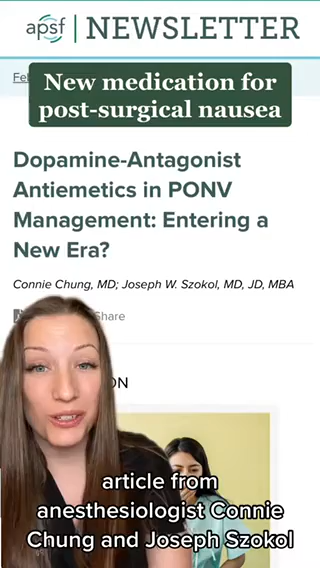 apsf | NEWSLETTER
Fe
New medication for
post-surgical nausea
Dopamine-Antagonist
Antiemetics in PONV
Management: Entering a
New Era?
Connie Chung, MD; Joseph W. Szokol, MD, JD, MBA
Share
ON
article from
anesthesiologist Connie
Chung and Joseph Szokol